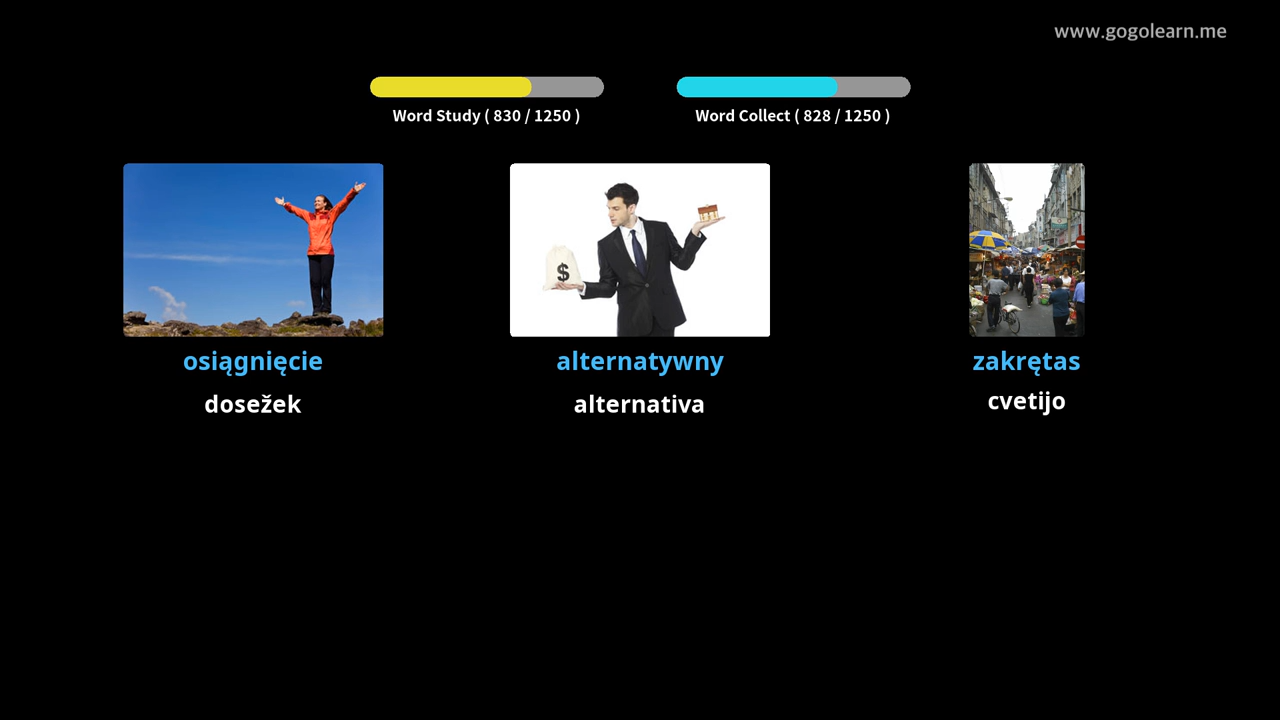 www.gogolearn.me
Word Study ( 830 / 1250 )
Word Collect ( 828 / 1250 )
osiągnięcie
alternatywny
zakrętas
dosežek
alternativa
cvetijo
$